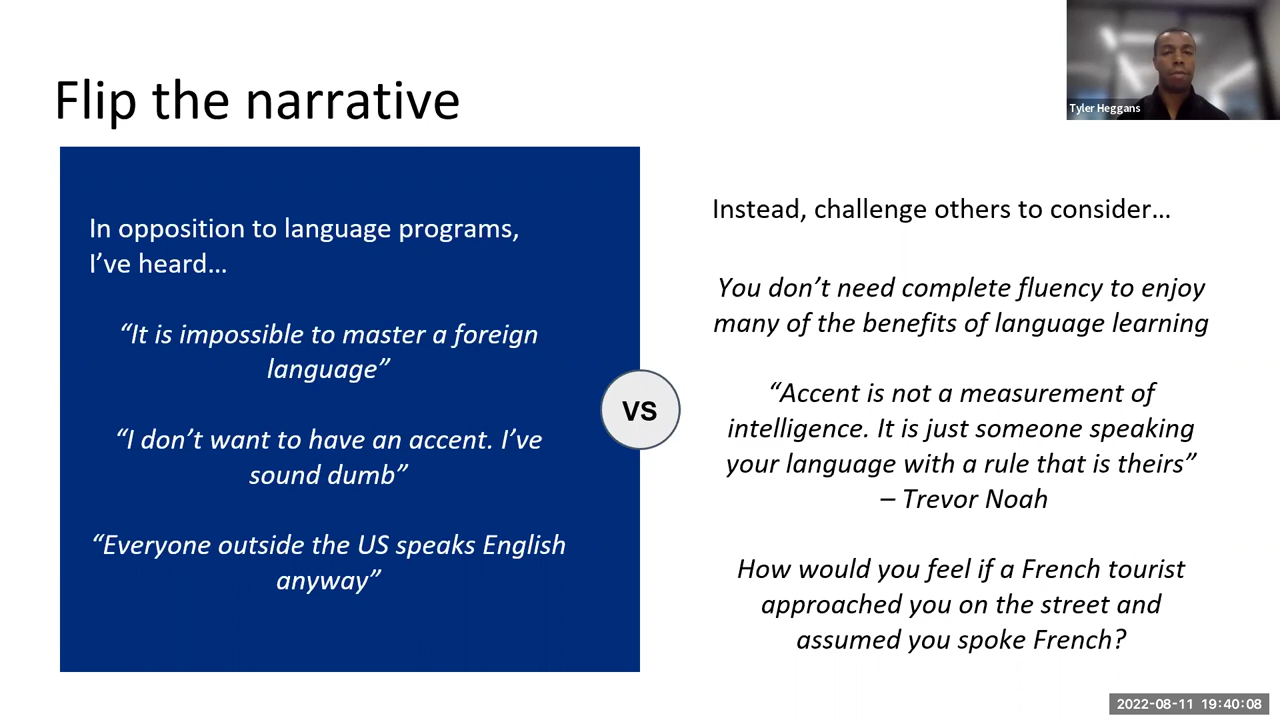 Flip the narrative
Tyler Heggans
In opposition to language programs,
I’ve heard…
“It is impossible to master a foreign
language”
“I don’t want to have an accent. I’ve
sound dumb”
“Everyone outside the US speaks English
anyway”
VS
Instead, challenge others to consider…
You don’t need complete fluency to enjoy
many of the benefits of language learning
“Accent is not a measurement of
intelligence. It is just someone speaking
your language with a rule that is theirs”
– Trevor Noah
How would you feel if a French tourist
approached you on the street and
assumed you spoke French?
2022-08-11 19:40:08